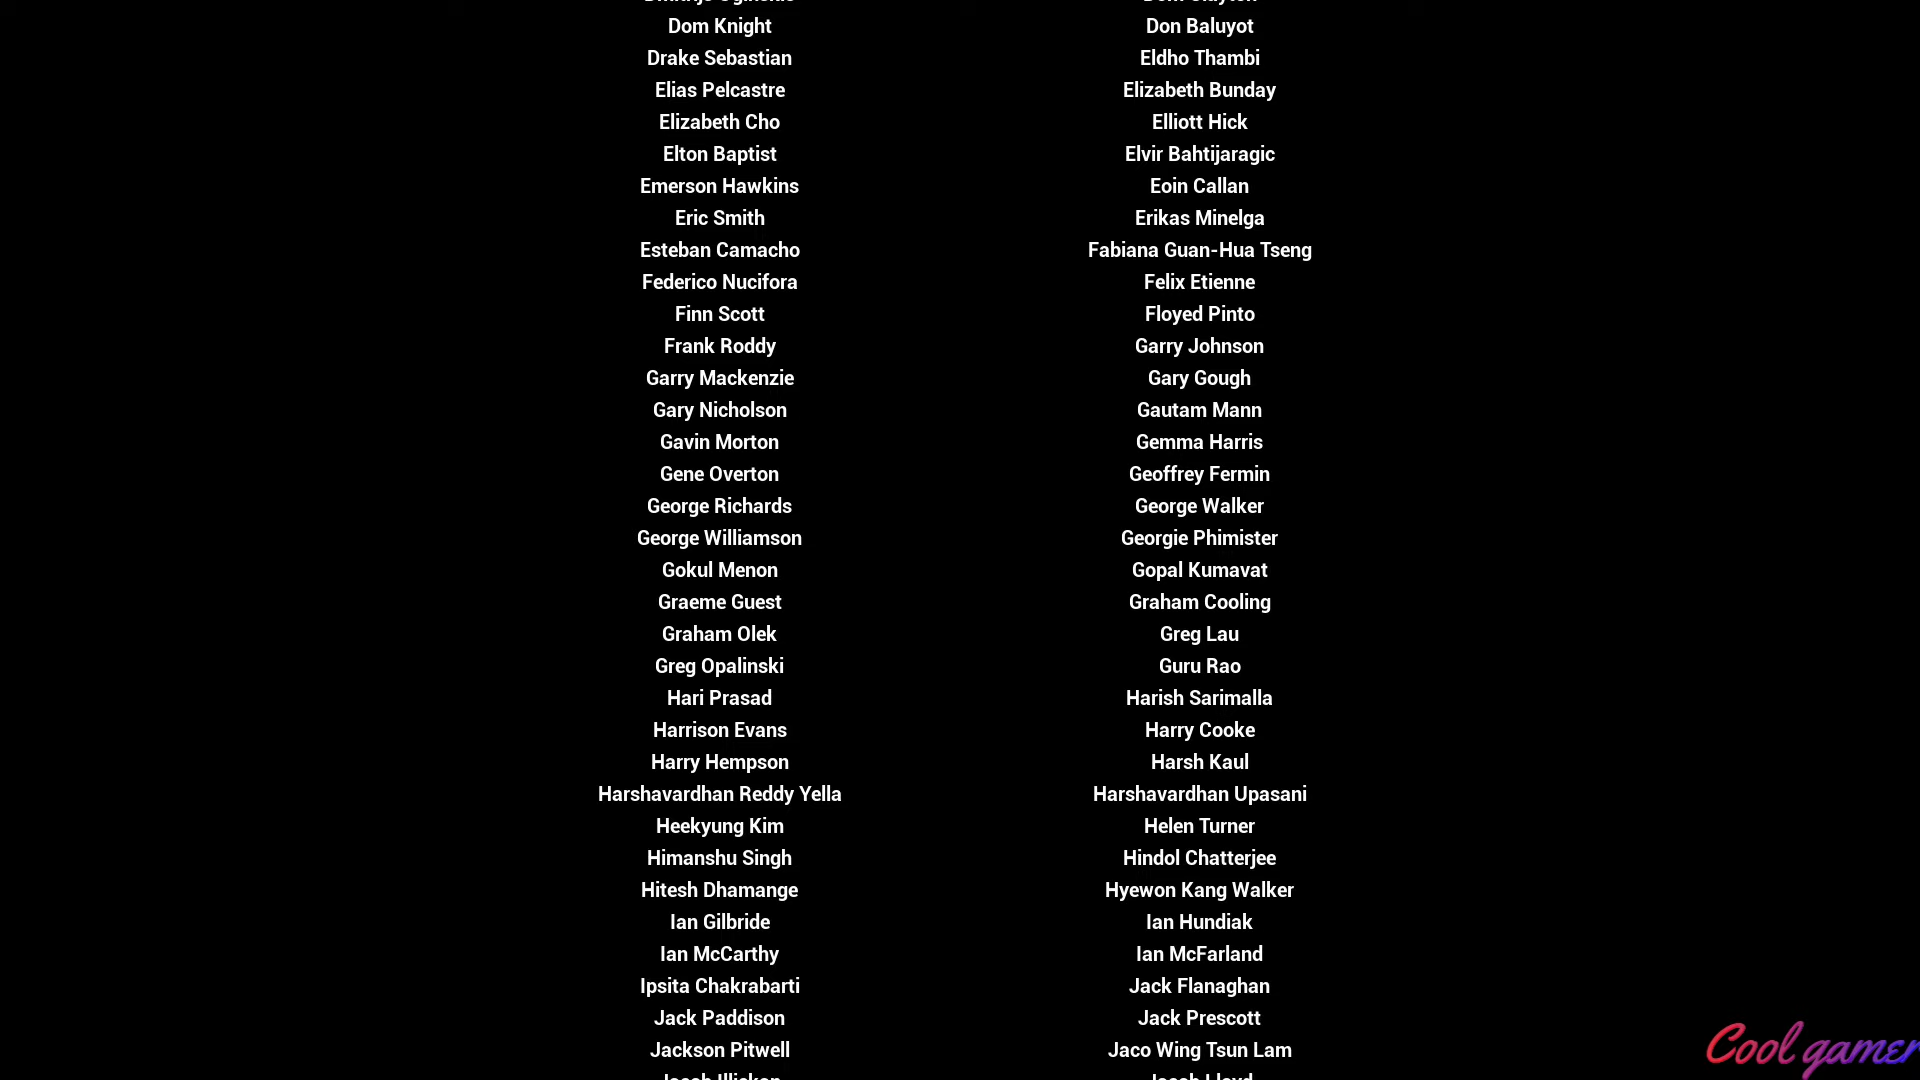 Dom Knight Don Baluyot
Drake Sebastian Eldho Thambi
Elias Pelcastre Elizabeth Bunday
Elizabeth Cho Elliott Hick
Elton Baptist Elvir Bahtijaragic
Emerson Hawkins Eoin Callan
Eric Smith Erikas Minelga
Esteban Camacho Fabiana Guan-Hua Tseng
Federico Nucifora Felix Etienne
Finn Scott Floyed Pinto
Frank Roddy Garry Johnson
Garry Mackenzie Gary Gough
Gary Nicholson Gautam Mann
Gavin Morton Gemma Harris
Gene Overton Geoffrey Fermin
George Richards George Walker
George Williamson Georgie Phimister
Gokul Menon Gopal Kumavat
Graeme Guest Graham Cooling
Graham Olek Greg Lau
Greg Opalinski Guru Rao
Hari Prasad Harish Sarimalla
Harrison Evans Harry Cooke
Harry Hempson Harsh Kaul
Harshavardhan Reddy Yella Harshavardhan Upasani
Heekyung Kim Helen Turner
Himanshu Singh Hindol Chatterjee
Hitesh Dhamange Hyewon Kang Walker
Ian Gilbride Ian Hundiak
Ian McCarthy Ian McFarland
Ipsita Chakrabarti Jack Flanaghan
Jack Paddison Jack Prescott
Jackson Pitwell Jaco Wing Tsun Lam
Cool gamer